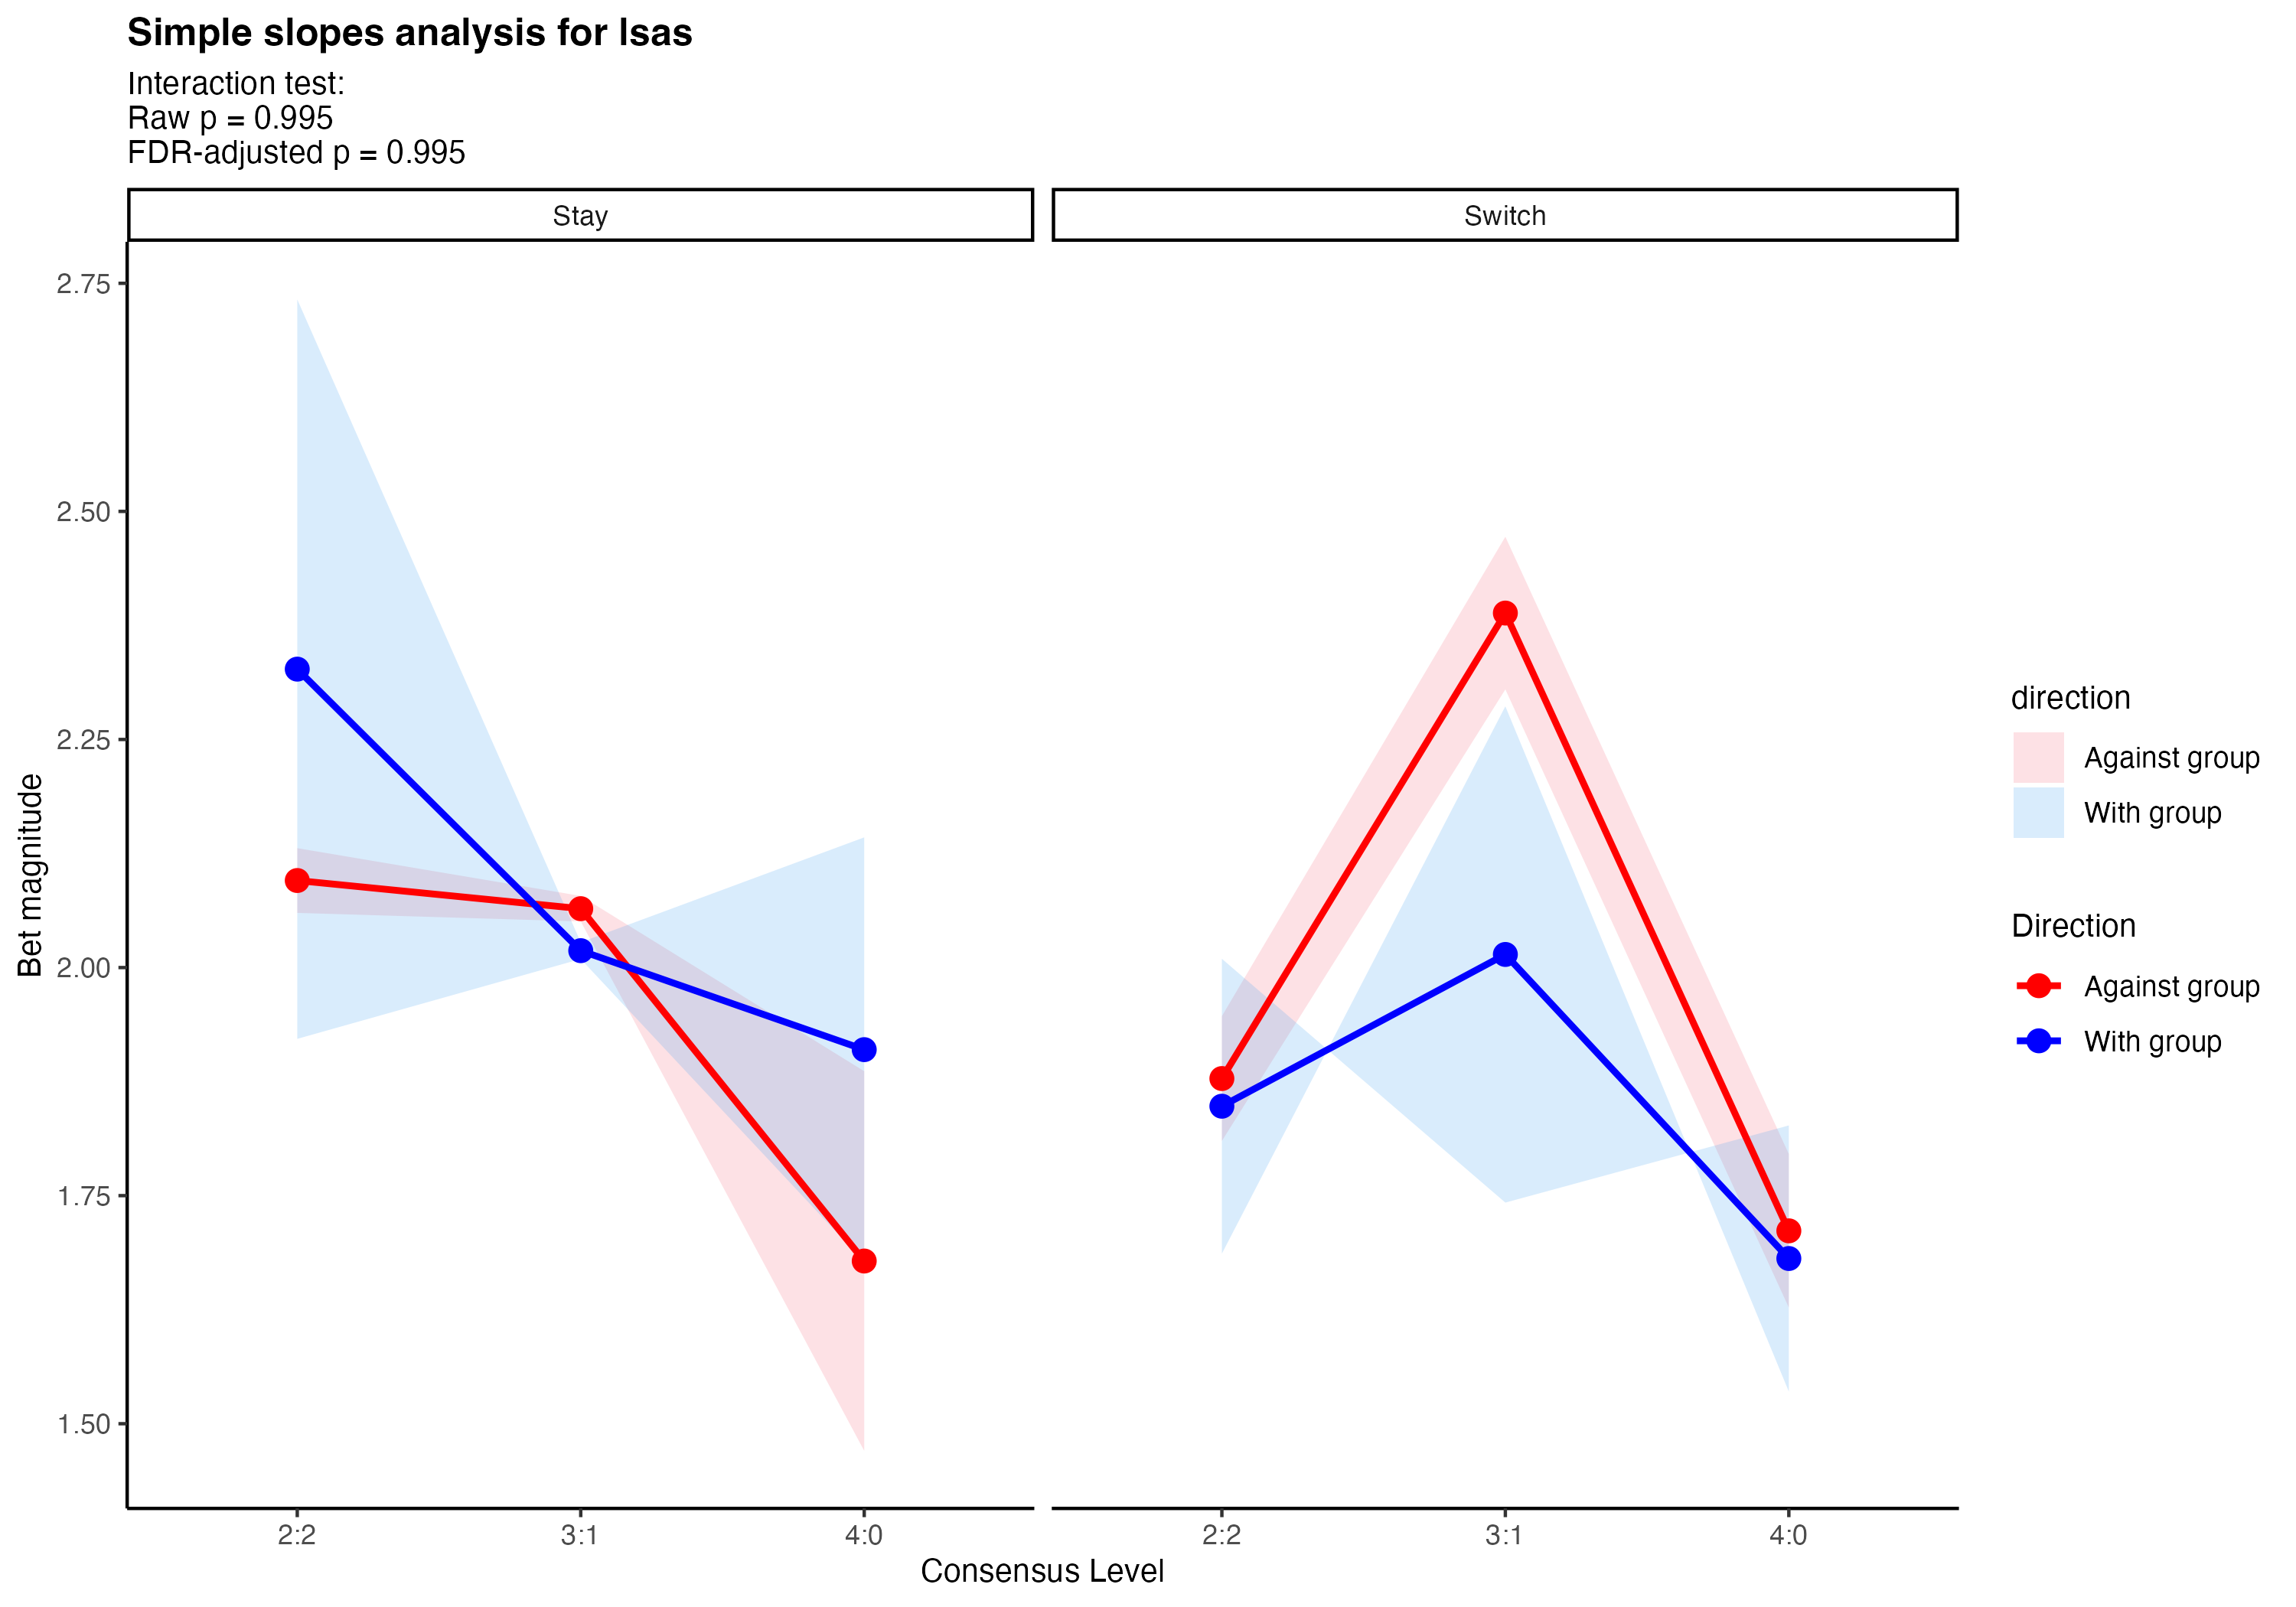 Simple slopes analysis for lsas
Interaction test:
Raw p = 0.995
FDR-adjusted p = 0.995
Stay
Switch
2.75
2.50
2.25
2.00
1.75
1.50
Bet magnitude
2:2
3:1
4:0
2:2
3:1
4:0
Consensus Level
direction
Against group
With group
Direction
Against group
With group